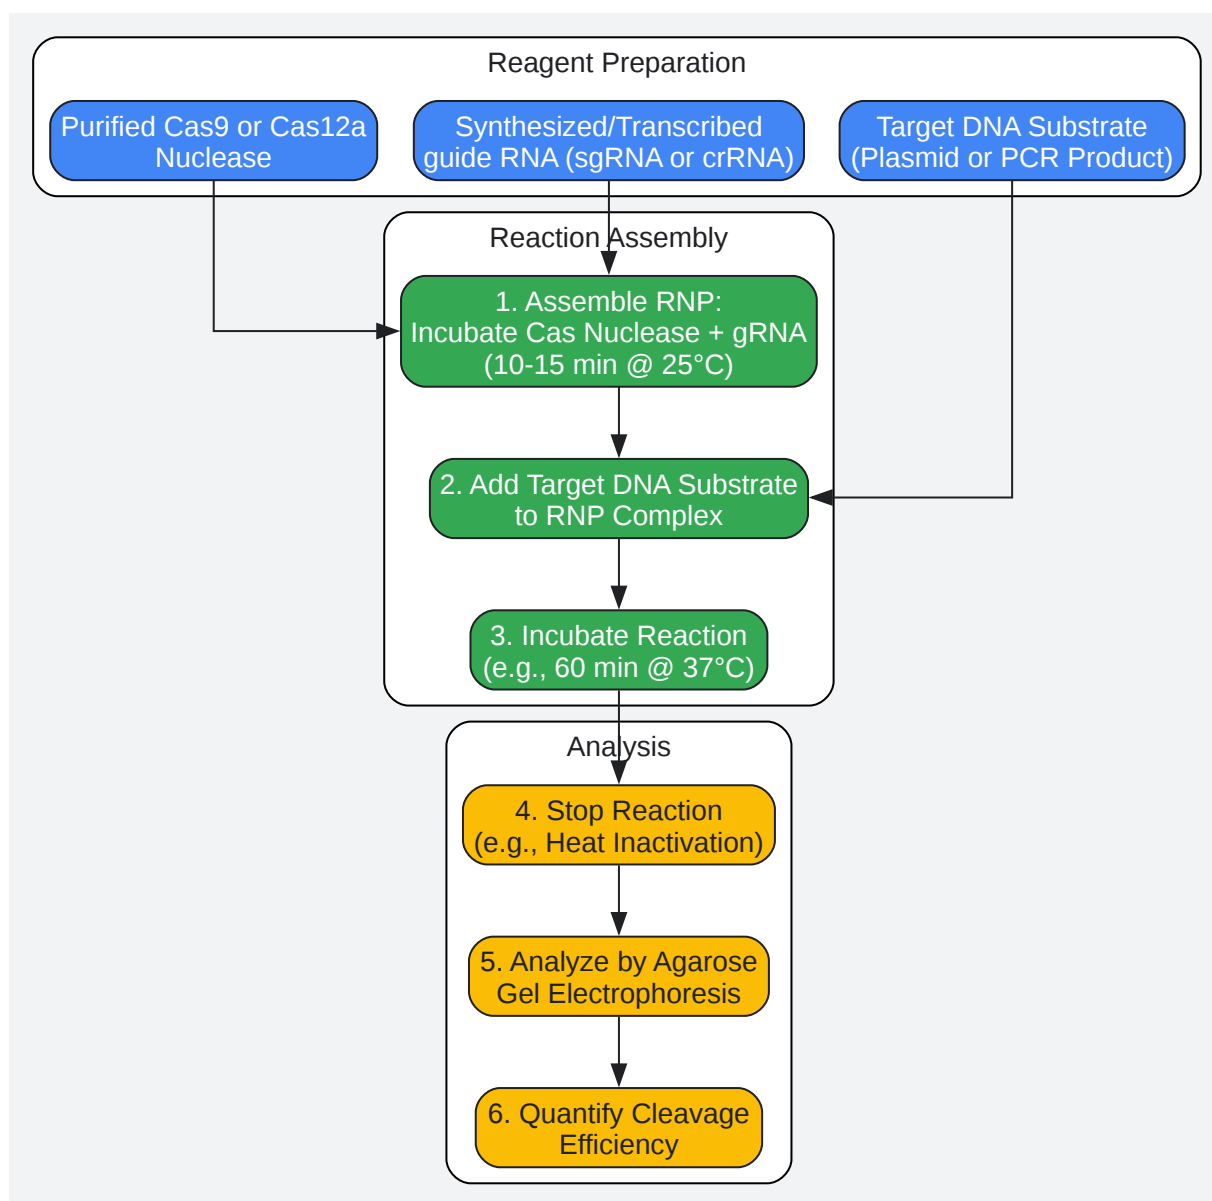 Reagent Preparation
Purified Cas9 or Cas12a
Nuclease
Synthesized/Transcribed
guide RNA (sgRNA or crRNA)
Target DNA Substrate
(Plasmid or PCR Product)
Reaction Assembly
1. Assemble RNP:
Incubate Cas Nuclease + gRNA
(10-15 min @ 25°C)
2. Add Target DNA Substrate
to RNP Complex
3. Incubate Reaction
(e.g., 60 min @ 37°C)
Analysis
4. Stop Reaction
(e.g., Heat Inactivation)
5. Analyze by Agarose
Gel Electrophoresis
6. Quantify Cleavage
Efficiency